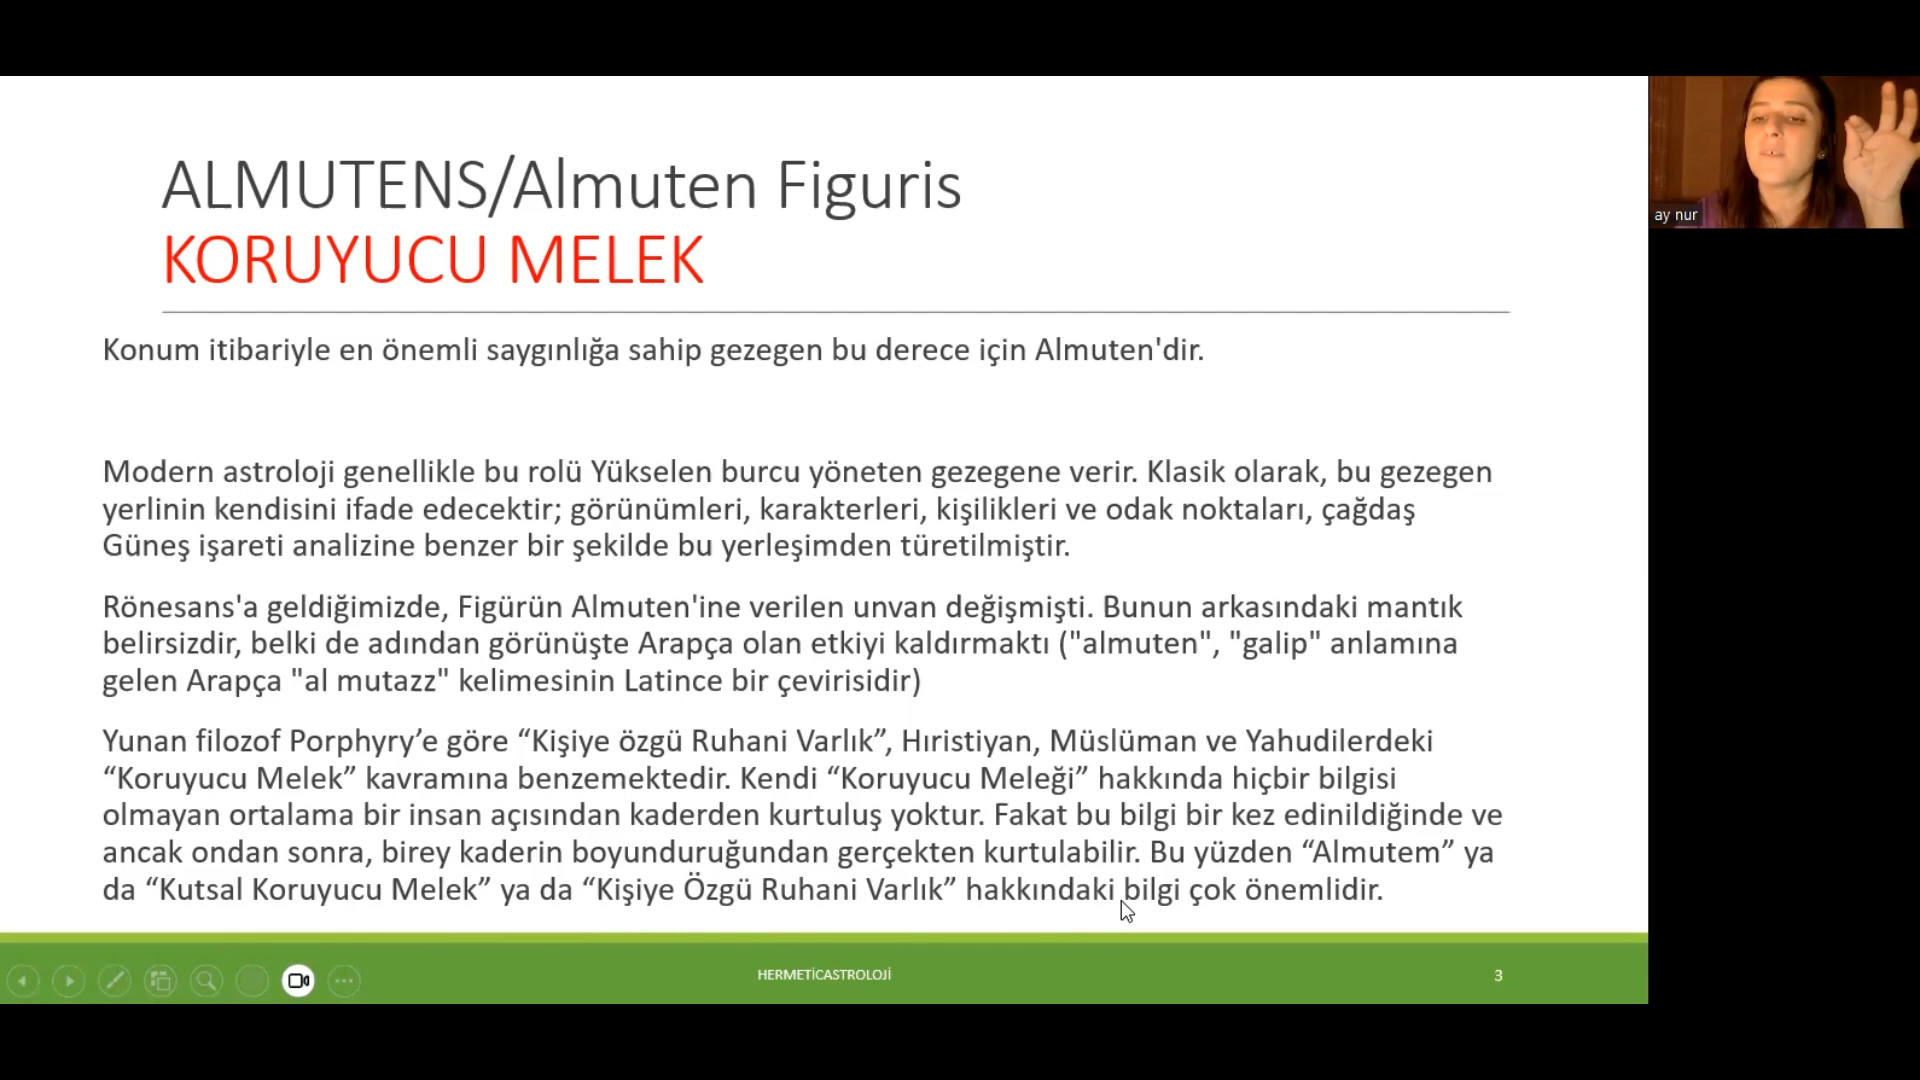 ALMUTENS/Almuten Figuris
KORUYUCU MELEK
Konum itibariyle en önemli saygınlığa sahip gezegen bu derece için Almuten'dir.
Modern astroloji genellikle bu rolü Yükselen burcu yöneten gezegene verir. Klasik olarak, bu gezegen
yerlinin kendisini ifade edecektir; görünümleri, karakterleri, kişilikleri ve odak noktaları, çağdaş
Güneş işareti analizine benzer bir şekilde bu yerleşimden türetilmiştir.
Rönesans'a geldiğimizde, Figürün Almuten'ine verilen unvan değişmişti. Bunun arkasındaki mantık
belirsizdir, belki de adından görünüşte Arapça olan etkiyi kaldırmaktı ("almuten", "galip" anlamına
gelen Arapça "al mutazz" kelimesinin Latince bir çevirisidir)
Yunan filozof Porphyry’e göre “Kişiye özgü Ruhani Varlık”, Hıristiyan, Müslüman ve Yahudilerdeki
“Koruyucu Melek” kavramına benzemektedir. Kendi “Koruyucu Meleği” hakkında hiçbir bilgisi
olmayan ortalama bir insan açısından kaderden kurtuluş yoktur. Fakat bu bilgi bir kez edinildiğinde ve
ancak ondan sonra, birey kaderin boyunduruğundan gerçekten kurtulabilir. Bu yüzden “Almutem” ya
da “Kutsal Koruyucu Melek” ya da “Kişiye Özgü Ruhani Varlık” hakkındaki bilgi çok önemlidir.
HERMETİCASTROLOJİ
3
ay nur